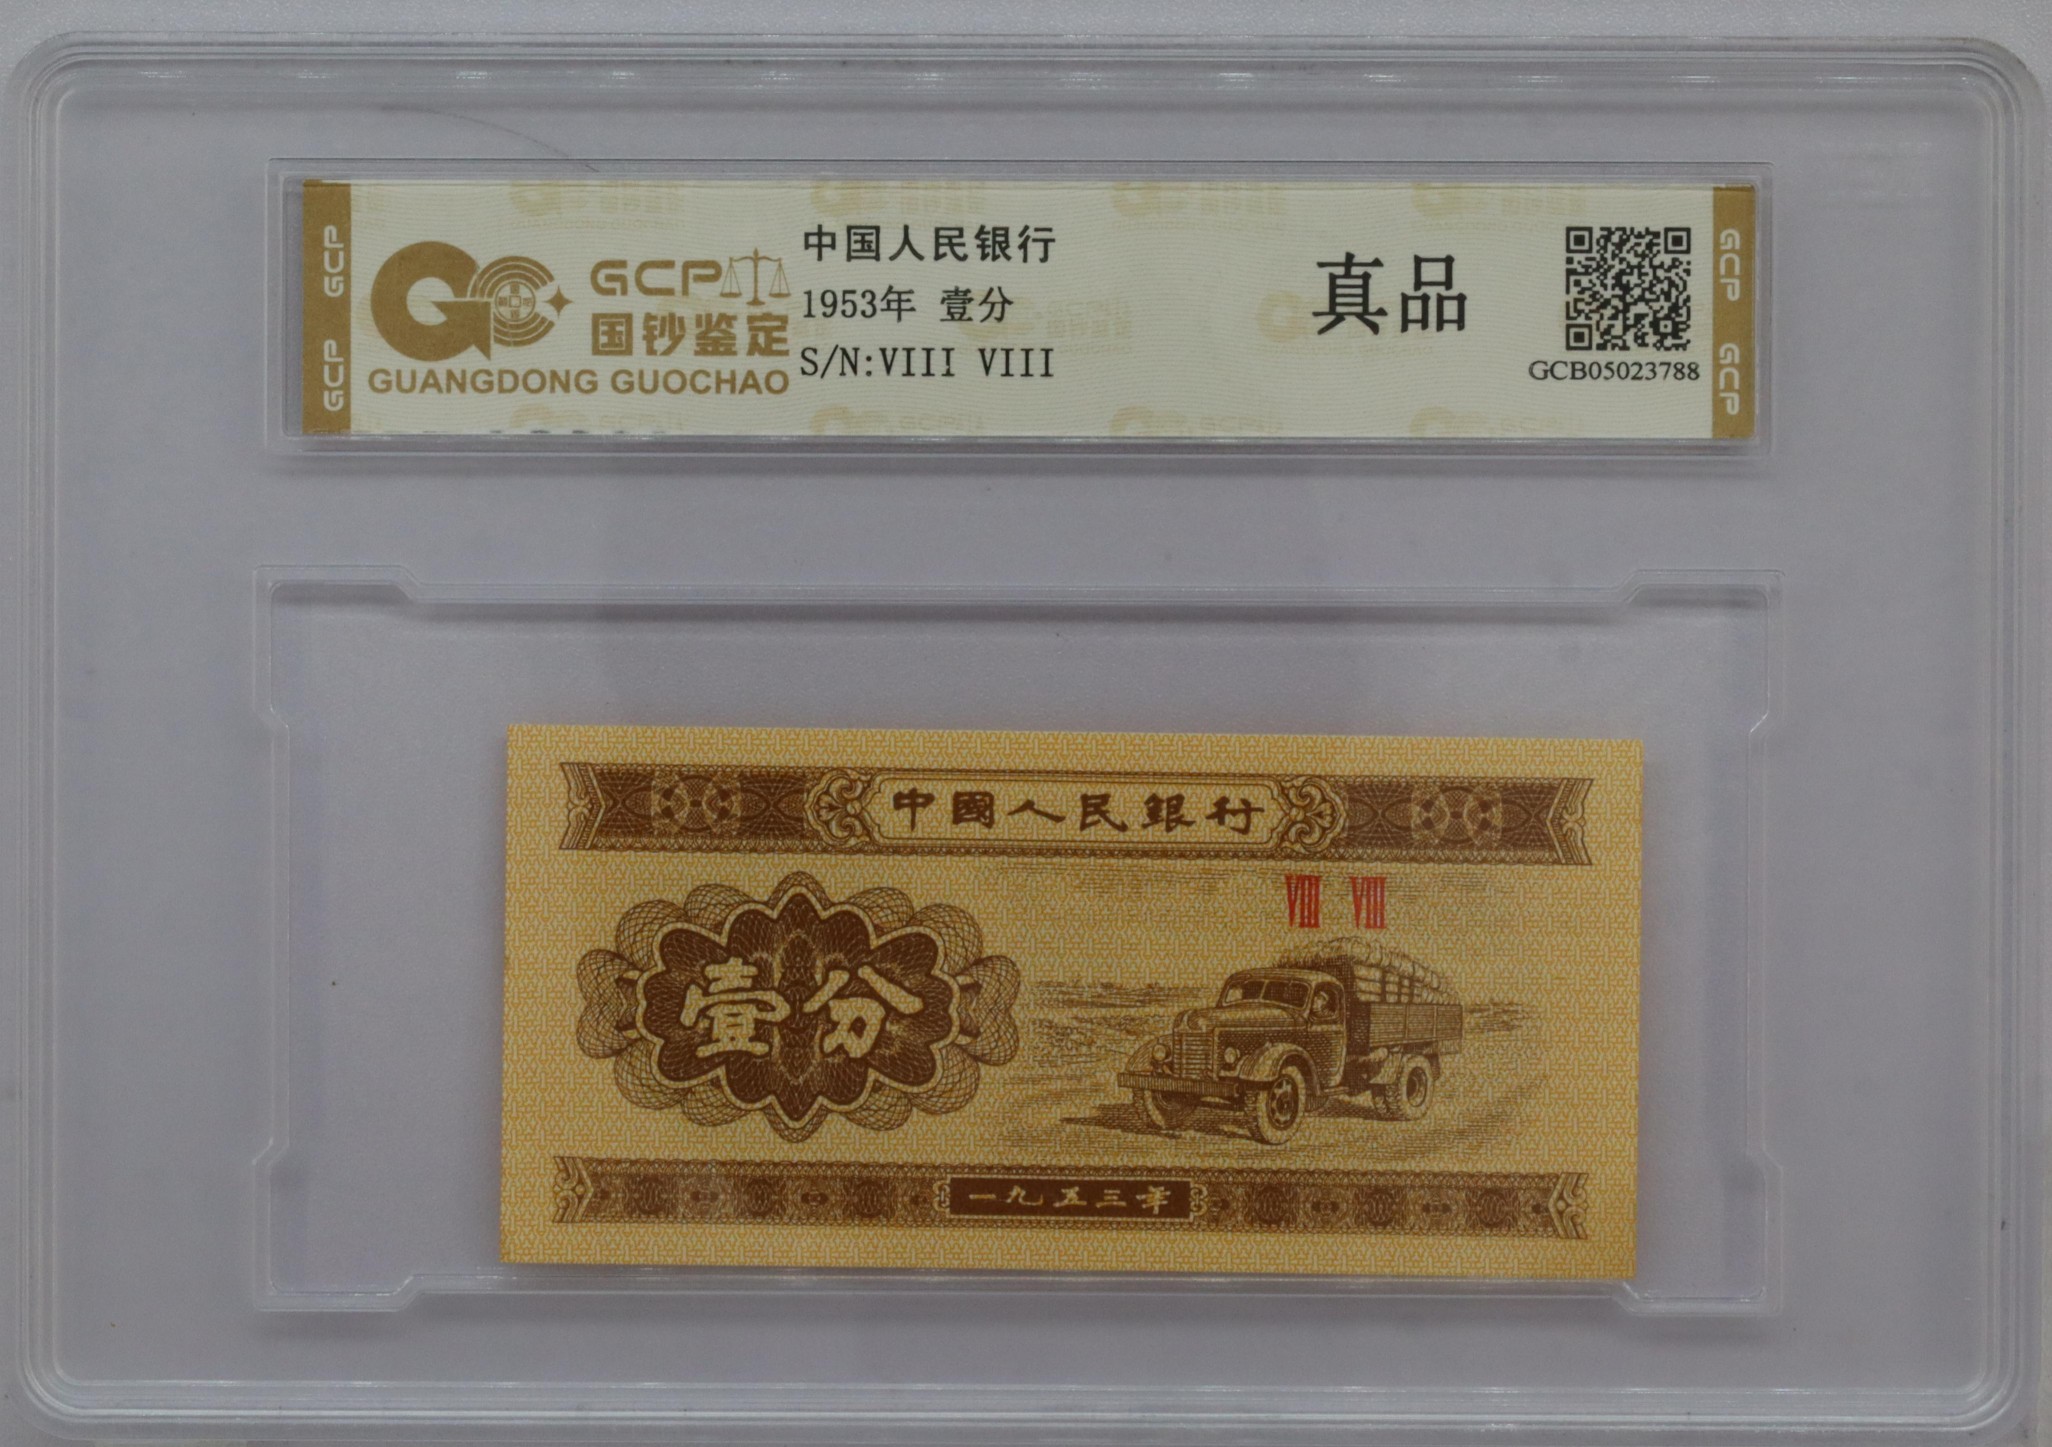 GCP
GCP
GCP
国钞鉴定
GUANGDONG GUOCHAO
中国人民银行
1953年 壹分
S/N:VIII VIII
真品
GCB05023788
GCP
GCP
中國人民銀行
VIII VIII
壹分
一九五三年